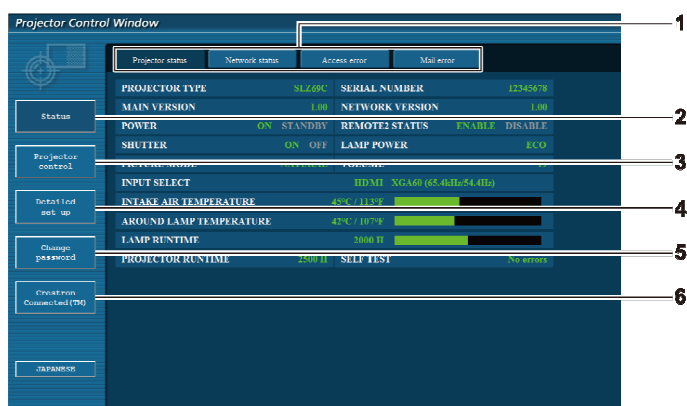 Projector Control Window
1
Projector status Network status Access error Mail error
PROJECTOR TYPE SLZ69C SERIAL NUMBER 12345678
MAIN VERSION 1.00 NETWORK VERSION 1.00
Status
2
POWER ON STANDBY REMOTE2 STATUS ENABLE DISABLE
SHUTTER ON OFF LAMP POWER ECO
Projector
control
3
PICTURE MODE VOLUME
INPUT SELECT HDMI XGA60 (65.4kHz/54.4Hz)
INTAKE AIR TEMPERATURE 45°C / 113°F
Detailed
set up
4
AROUND LAMP TEMPERATURE 42°C / 107°F
LAMP RUNTIME 2000 H
Change
password
5
PROJECTOR RUNTIME 2500 H SELF TEST No errors
Crestron
Connected(TM)
6
JAPANESE